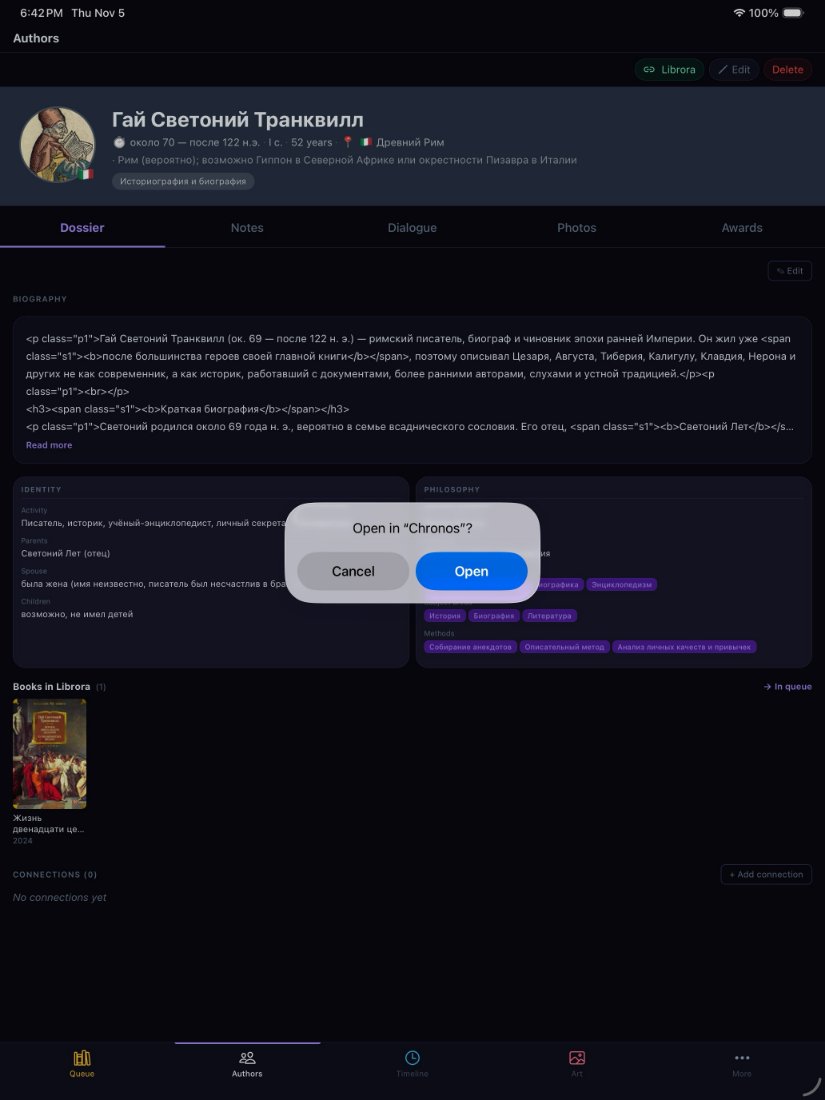 6:42 PM Thu Nov 5
100%
Authors
Librora
Edit
Delete
Гай Светоний Транквилл
около 70 — после 122 н.э. · I с. · 52 years
Древний Рим
· Рим (вероятно); возможно Гиппон в Северной Африке или окрестности Пизавра в Италии
Историография и биография
Dossier
Notes
Dialogue
Photos
Awards
Edit
BIOGRAPHY
<p class="p1">Гай Светоний Транквилл (ок. 69 — после 122 н. э.) — римский писатель, биограф и чиновник эпохи ранней Империи. Он жил уже <span
class="s1"><b>после большинства героев своей главной книги</b></span>, поэтому описывал Цезаря, Августа, Тиберия, Калигулу, Клавдия, Нерона и
других не как современник, а как историк, работавший с документами, более ранними авторами, слухами и устной традицией.</p><p
class="p1"><br></p>
<h3><span class="s1"><b>Краткая биография</b></span></h3>
<p class="p1">Светоний родился около 69 года н. э., вероятно в семье всаднического сословия. Его отец, <span class="s1"><b>Светоний Лет</b></s...
Read more
IDENTITY
Activity
Писатель, историк, учёный-энциклопедист, личный секрета
Parents
Светоний Лет (отец)
Spouse
была жена (имя неизвестно, писатель был несчастлив в бра
Children
возможно, не имел детей
PHILOSOPHY
ия
иографика
Энциклопедизм
История
Биография
Литература
Methods
Собирание анекдотов
Описательный метод
Анализ личных качеств и привычек
Open in “Chronos”?
Cancel
Open
Books in Librora (1)
→ In queue
Жизнь
двенадцати це...
2024
CONNECTIONS (0)
+ Add connection
No connections yet
Queue
Authors
Timeline
Art
More